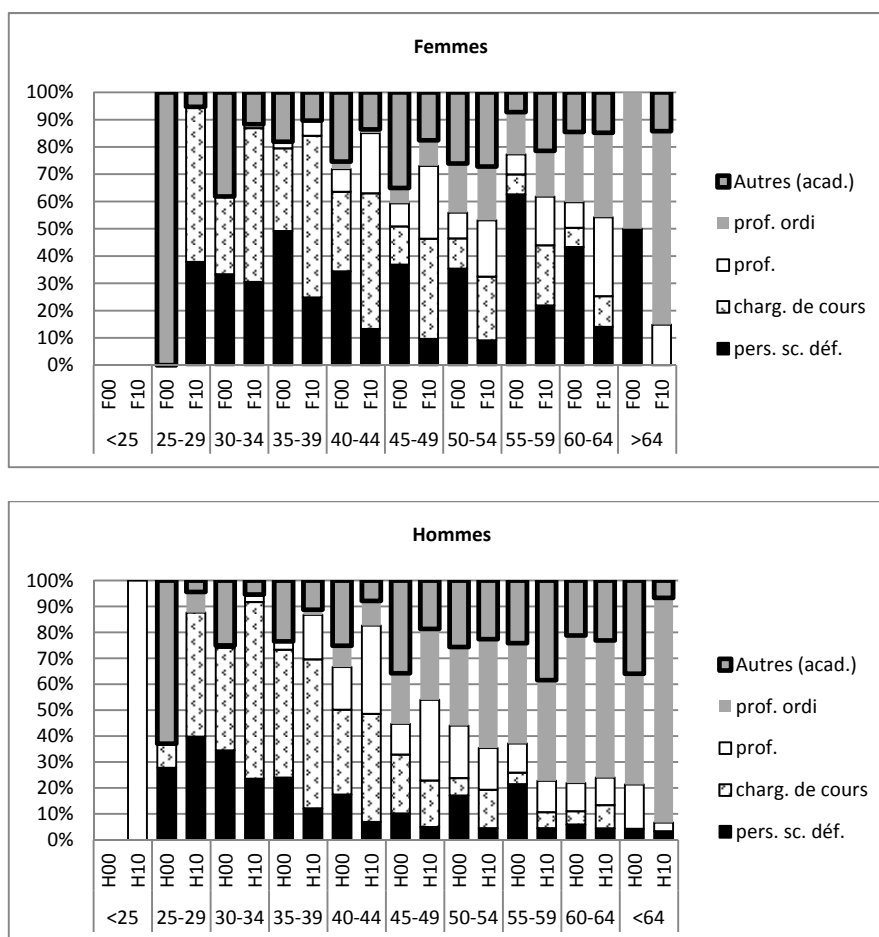 Femmes
100%
90%
80%
70%
60%
50%
40%
30%
20%
10%
0%
F00 F10 F00 F10 F00 F10 F00 F10 F00 F10 F00 F10 F00 F10 F00 F10 F00 F10 F00 F10
<25 25-29 30-34 35-39 40-44 45-49 50-54 55-59 60-64 >64
Autres (acad.)
prof. ordi
prof.
charg. de cours
pers. sc. déf.
Hommes
100%
90%
80%
70%
60%
50%
40%
30%
20%
10%
0%
H00 H10 H00 H10 H00 H10 H00 H10 H00 H10 H00 H10 H00 H10 H00 H10 H00 H10 H00 H10
<25 25-29 30-34 35-39 40-44 45-49 50-54 55-59 60-64 <64
Autres (acad.)
prof. ordi
prof.
charg. de cours
pers. sc. déf.